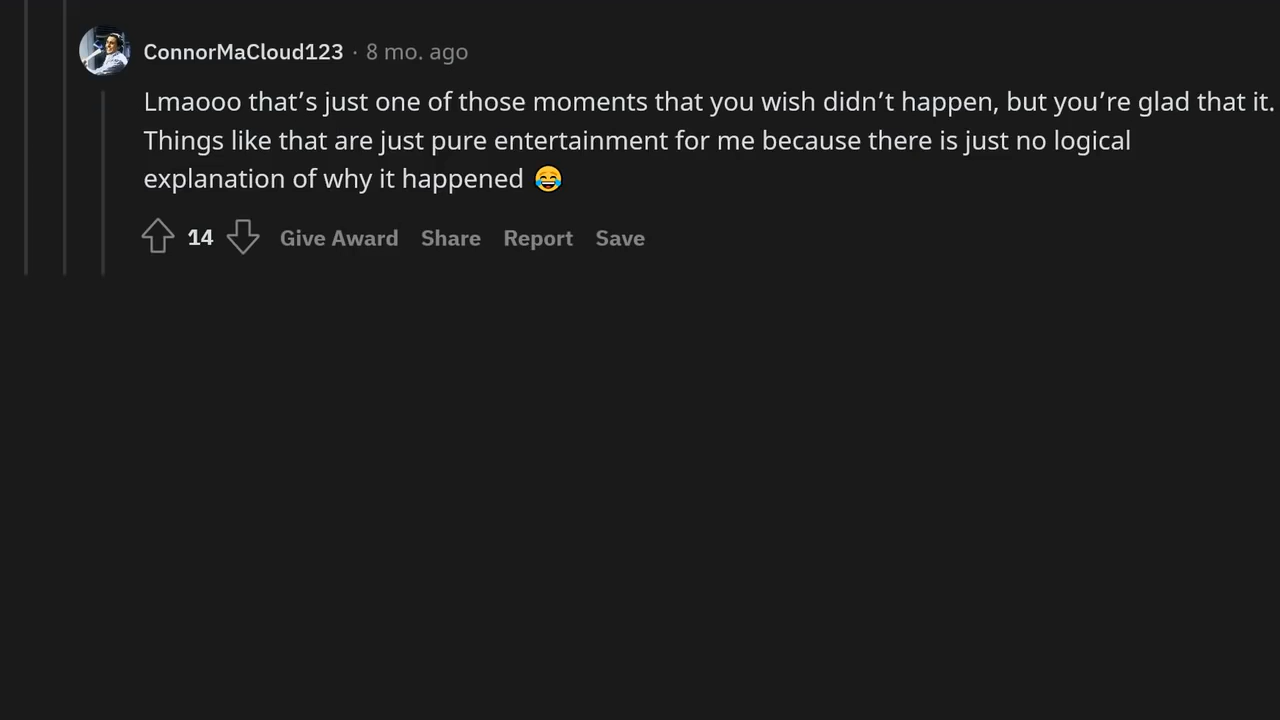 ConnorMaCloud123 · 8 mo. ago
Lmaooo that’s just one of those moments that you wish didn’t happen, but you’re glad that it.
Things like that are just pure entertainment for me because there is just no logical
explanation of why it happened 😂
14 Give Award Share Report Save